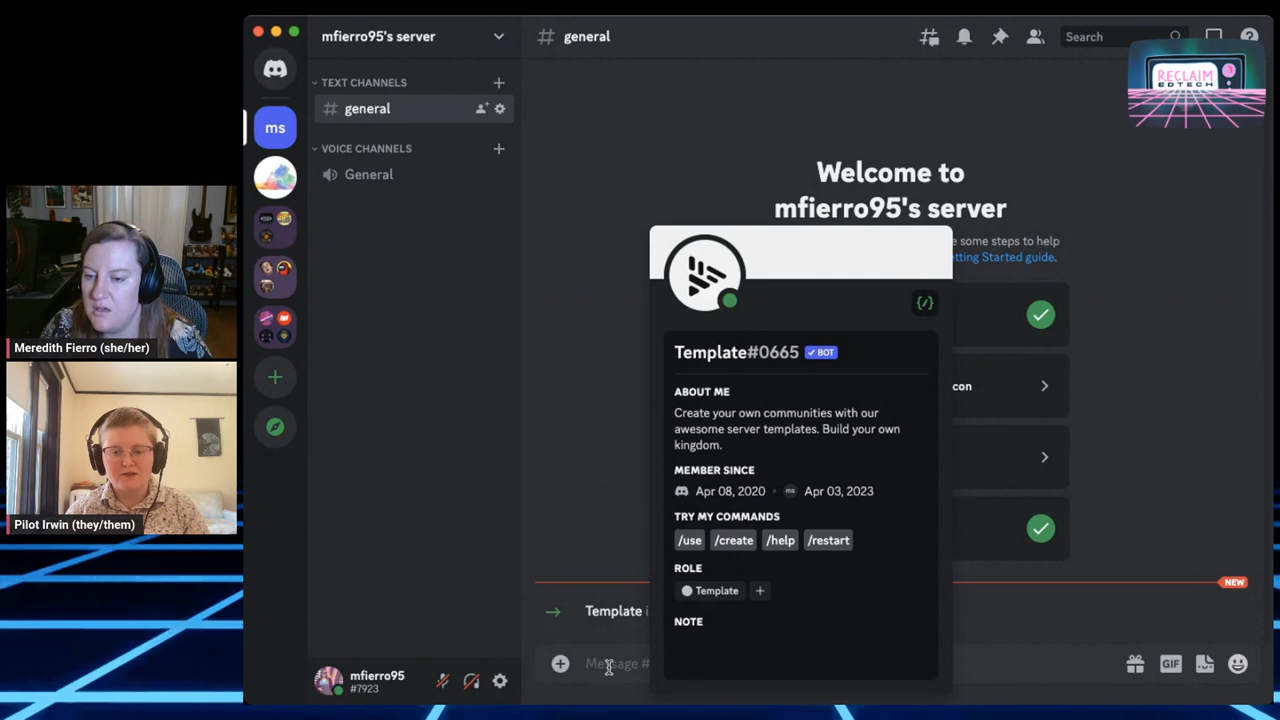 mfierro95's server
# general
Search
RECLAIM
EDTECH
TEXT CHANNELS
# general
VOICE CHANNELS
General
ms
Welcome to
mfierro95's server
e some steps to help
etting Started guide.
con
Template#0665 ✓ BOT
ABOUT ME
Create your own communities with our
awesome server templates. Build your own
kingdom.
MEMBER SINCE
Apr 08, 2020 • ms Apr 03, 2023
TRY MY COMMANDS
/use /create /help /restart
ROLE
Template +
NOTE
NEW
Template i
Message #
GIF
mfierro95
#7923
Meredith Fierro (she/her)
Pilot Irwin (they/them)